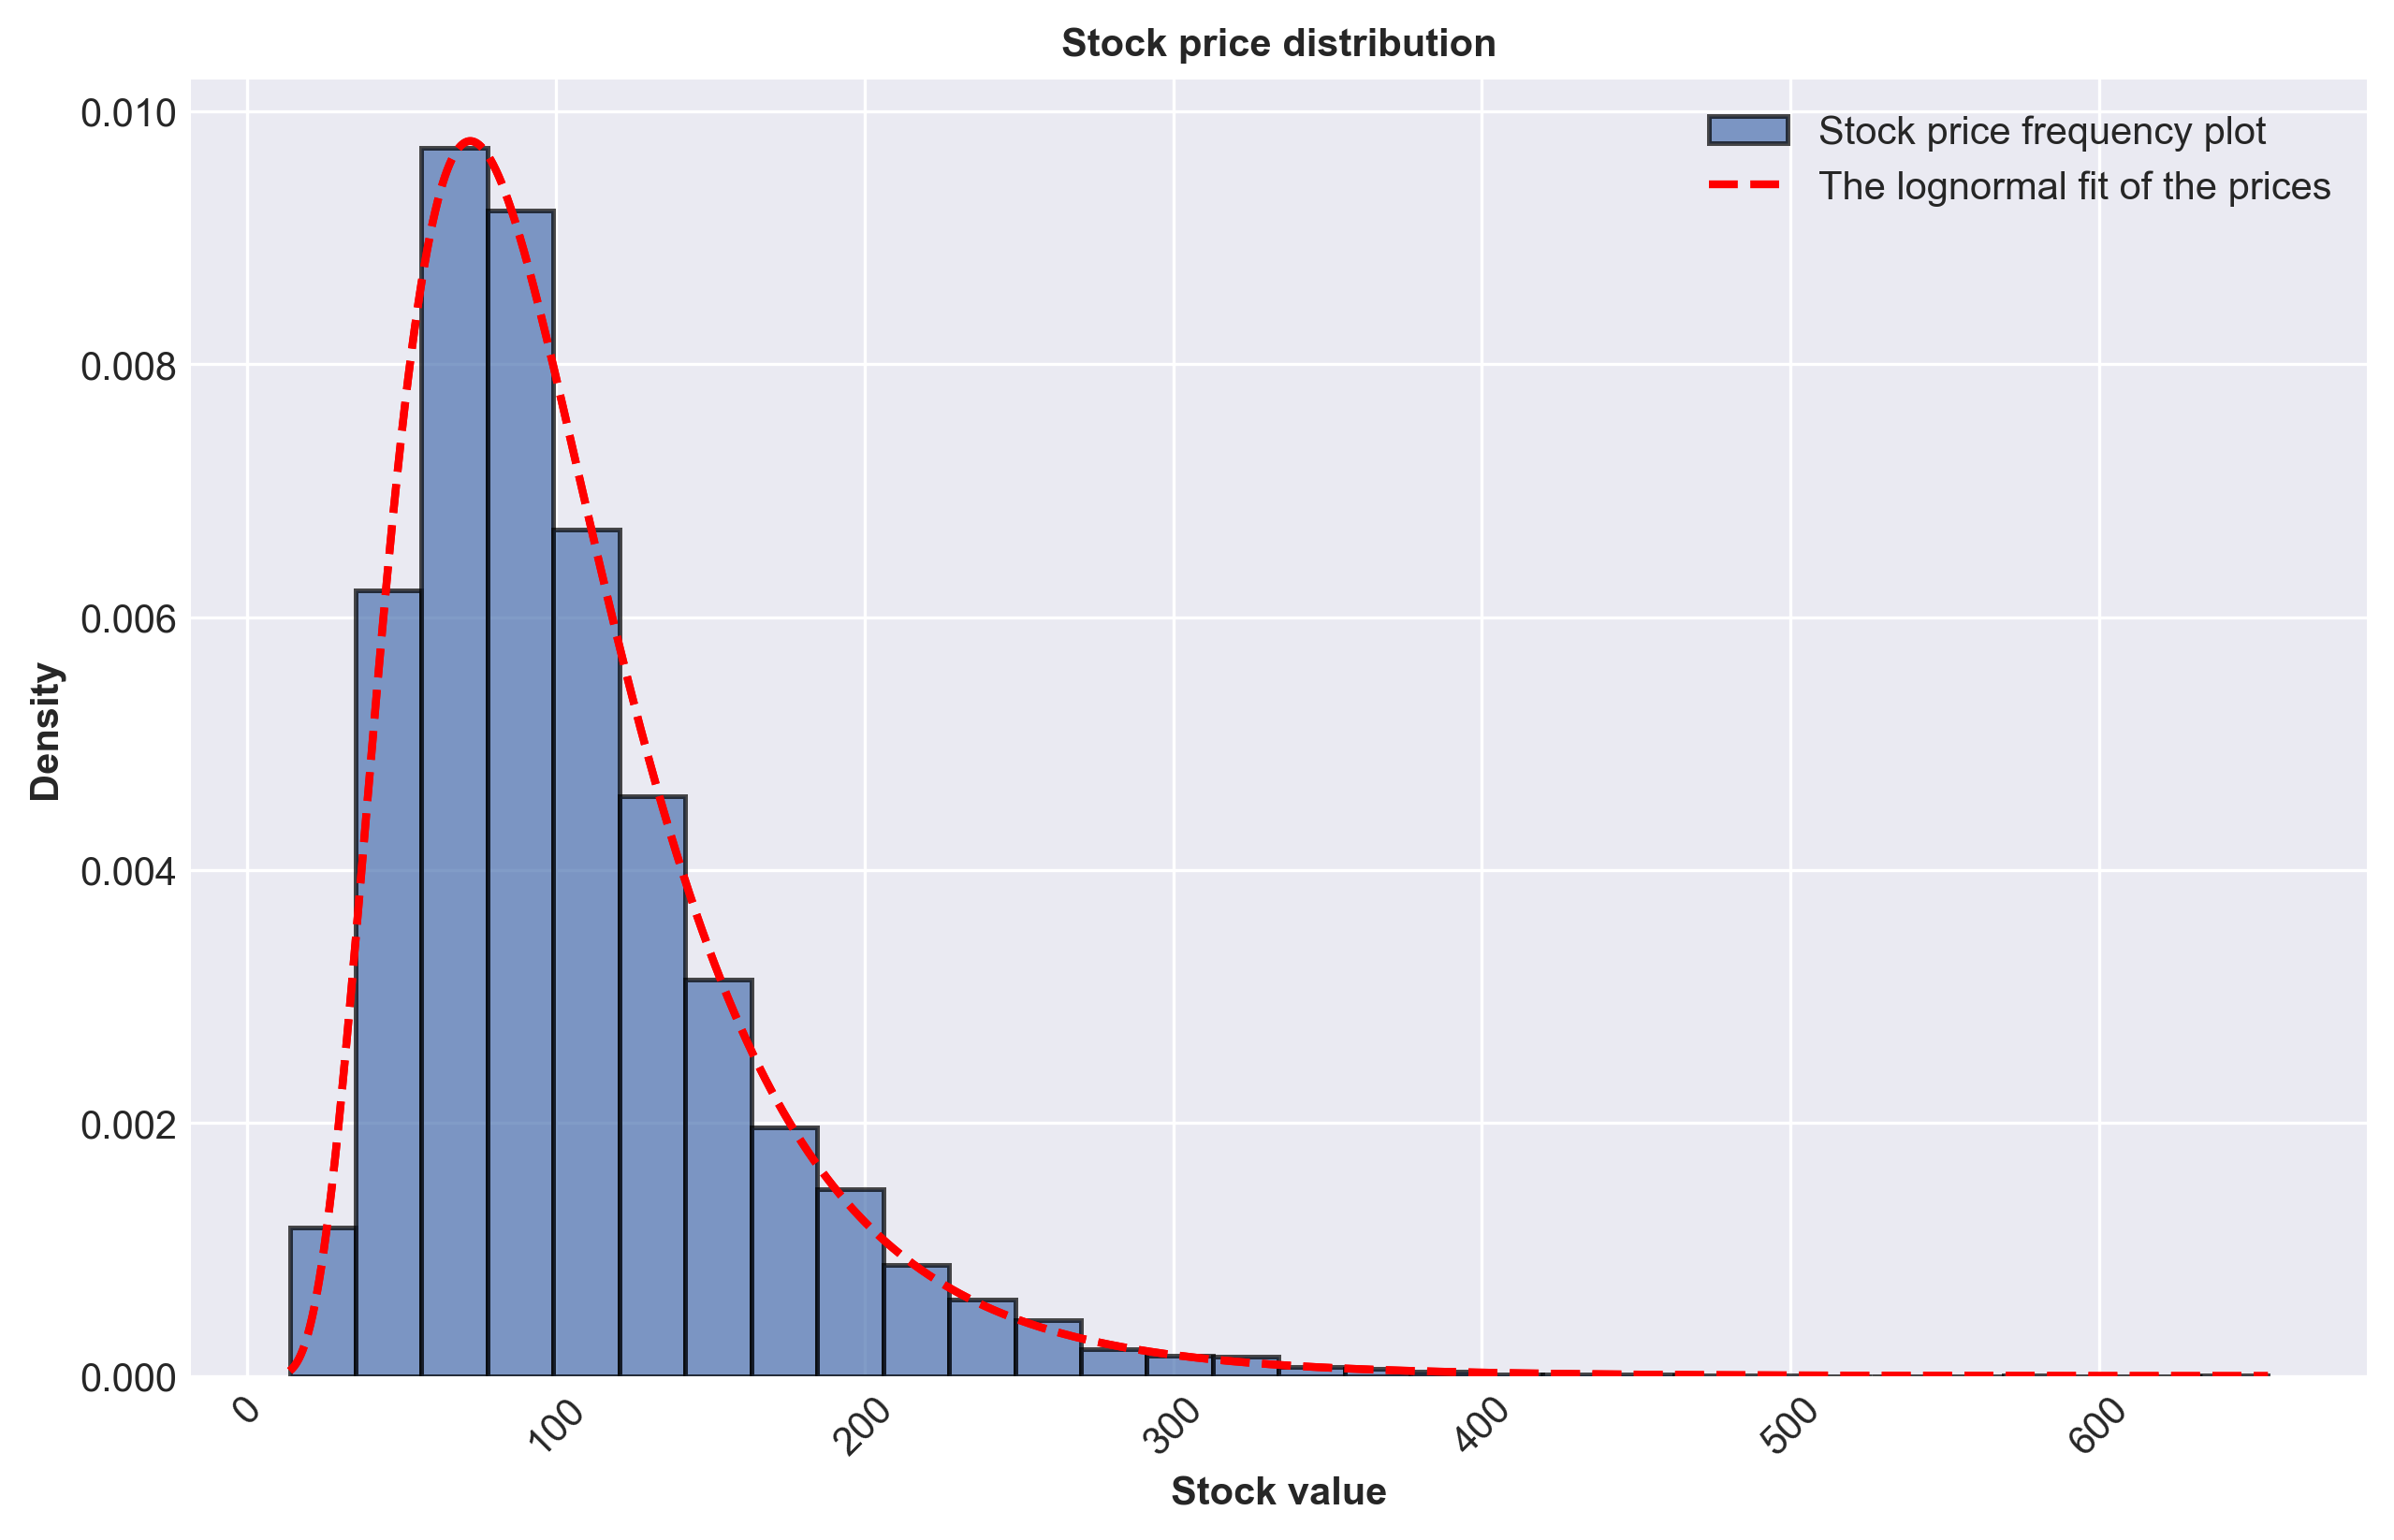 Stock price distribution
Stock price frequency plot
The lognormal fit of the prices
Density
0.010
0.008
0.006
0.004
0.002
0.000
0
100
200
300
400
500
600
Stock value